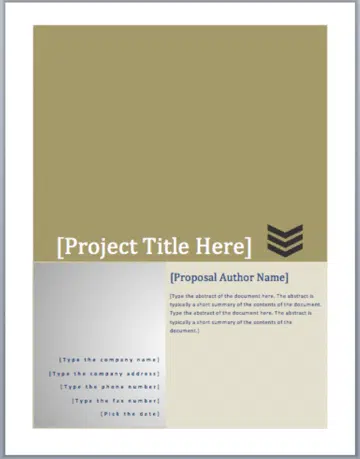 [Project Title Here]
[Proposal Author Name]
[Type the abstract of the document here. The abstract is
typically a short summary of the contents of the document.
Type the abstract of the document here. The abstract is
typically a short summary of the contents of the
document.]
[Type the company name]
[Type the company address]
[Type the phone number]
[Type the fax number]
[Pick the date]